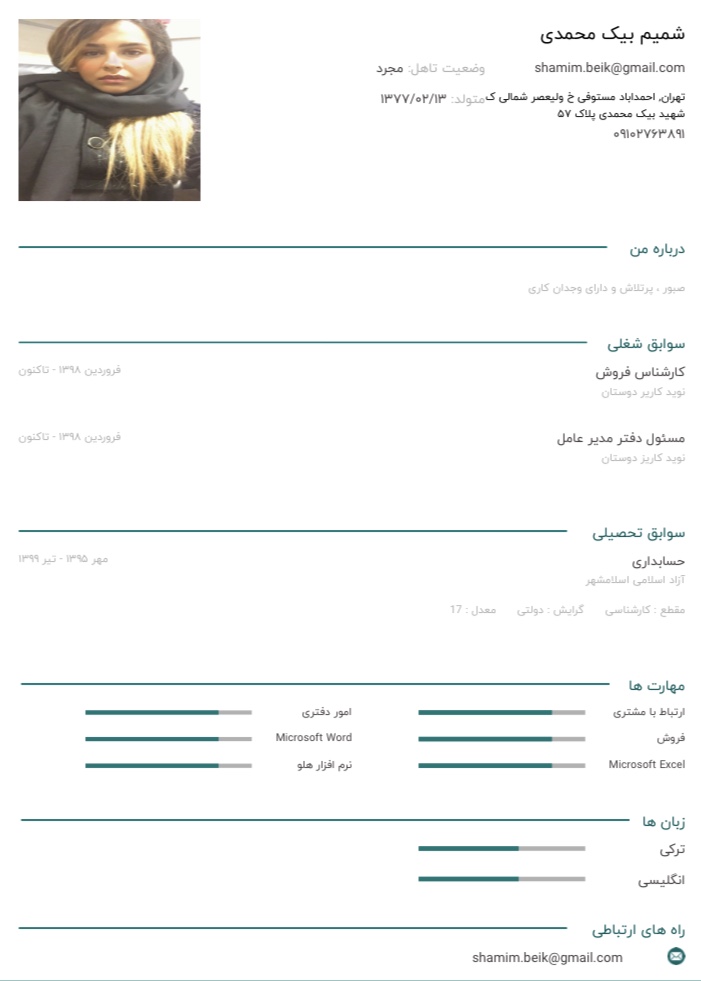 شمیم بیک محمدی
shamim.beik@gmail.com
وضعیت تاهل: مجرد
تهران, احمداباد مستوفی خ ولیعصر شمالی ک
متولد: ۱۳۷۷/۰۲/۱۳
شهید بیک محمدی پلاک ۵۷
۰۹۱۰۲۷۶۳۸۹۱
درباره من
صبور ، پرتلاش و دارای وجدان کاری
سوابق شغلی
کارشناس فروش
فروردین ۱۳۹۸ - تاکنون
نوید کاریر دوستان
مسئول دفتر مدیر عامل
فروردین ۱۳۹۸ - تاکنون
نوید کاریز دوستان
سوابق تحصیلی
حسابداری
مهر ۱۳۹۵ - تیر ۱۳۹۹
آزاد اسلامی اسلامشهر
مقطع : کارشناسی گرایش : دولتی معدل : 17
مهارت ها
ارتباط با مشتری
امور دفتری
فروش
Microsoft Word
Microsoft Excel
نرم افزار هلو
زبان ها
ترکی
انگلیسی
راه های ارتباطی
shamim.beik@gmail.com